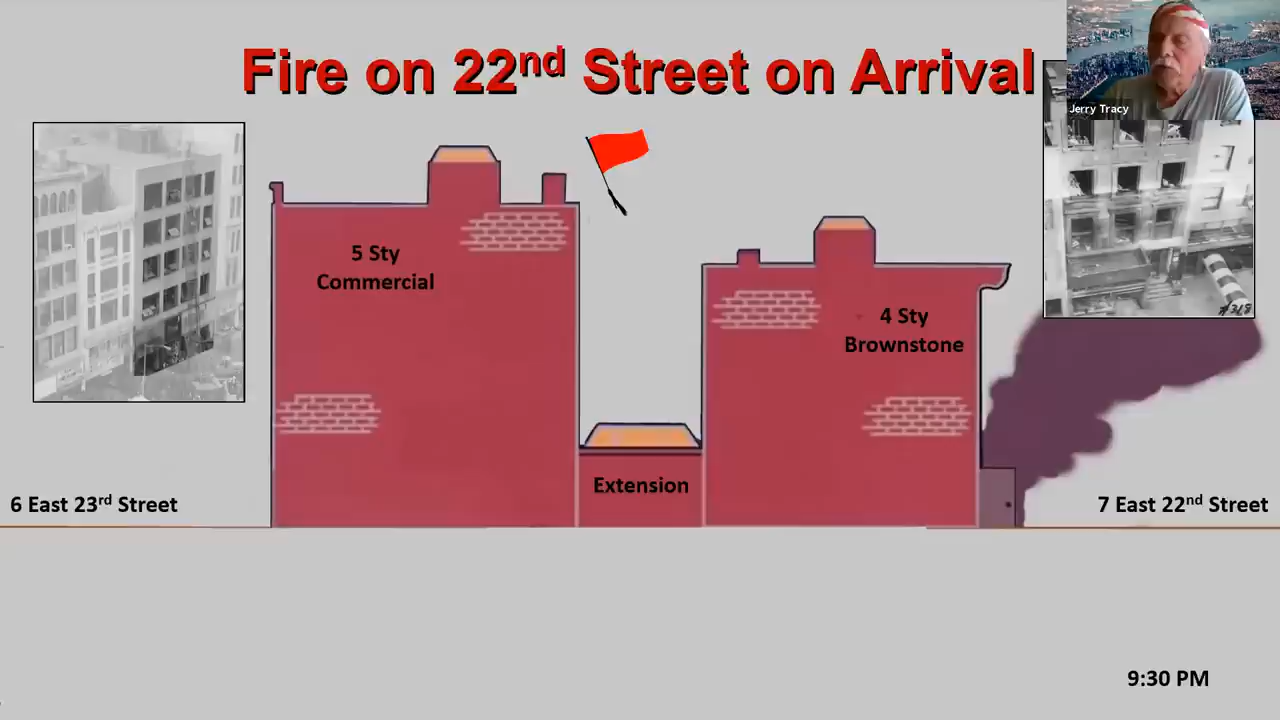 Fire on 22nd Street on Arrival
Jerry Tracy
5 Sty
Commercial
4 Sty
Brownstone
#318
Extension
6 East 23rd Street
7 East 22nd Street
9:30 PM